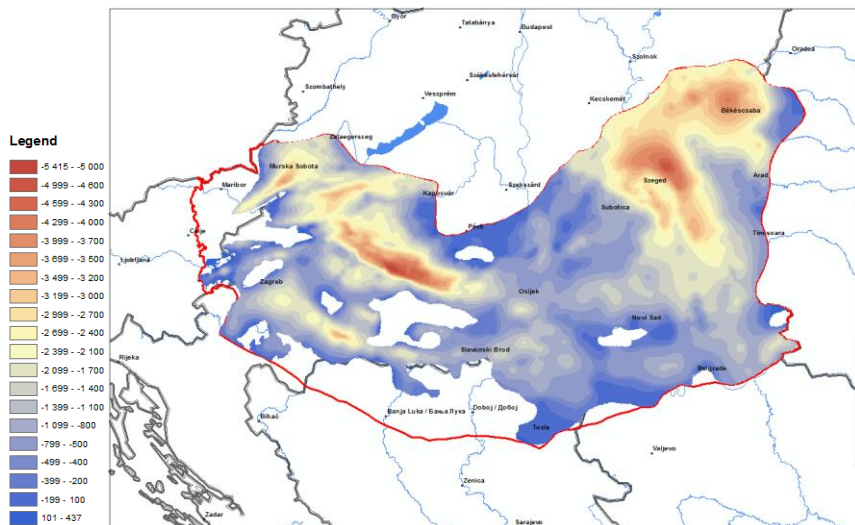 Győr
Tatabánya
Budapest
Szolnok
Oradea
Szombathely
Székesfehérvár
Veszprém
Kecskemét
Békéscsaba
Legend
Zalaegerszeg
-5 415 - -5 000
-4 999 - -4 600
-4 599 - -4 300
-4 299 - -4 000
-3 999 - -3 700
-3 699 - -3 500
-3 499 - -3 200
-3 199 - -3 000
-2 999 - -2 700
-2 699 - -2 400
-2 399 - -2 100
-2 099 - -1 700
-1 699 - -1 400
-1 399 - -1 100
-1 099 - -800
-799 - -500
-499 - -400
-399 - -200
-199 - 100
101 - 437
Murska Sobota
Maribor
Kaposvár
Szekszárd
Szeged
Arad
Subotica
Celje
Pécs
Timisoara
Ljubljana
Zagreb
Osijek
Novi Sad
Slavonski Brod
Rijeka
Belgrade
Bihać
Banja Luka / Бања Лука
Doboj / Добој
Tuzla
Valjevo
Zenica
Zadar
Sarajevo